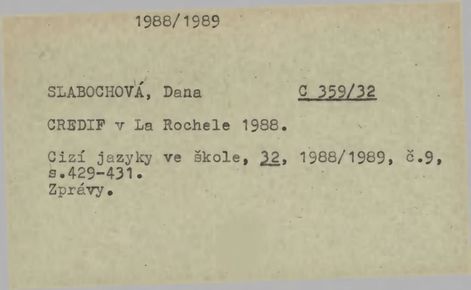 1988/1989
SLABOCHOVÁ, Dana C 359/32
CREDIF v La Rochele 1988.
Cizí jazyky ve škole, 32, 1988/1989, č.9,
s.429-431.
Zprávy.